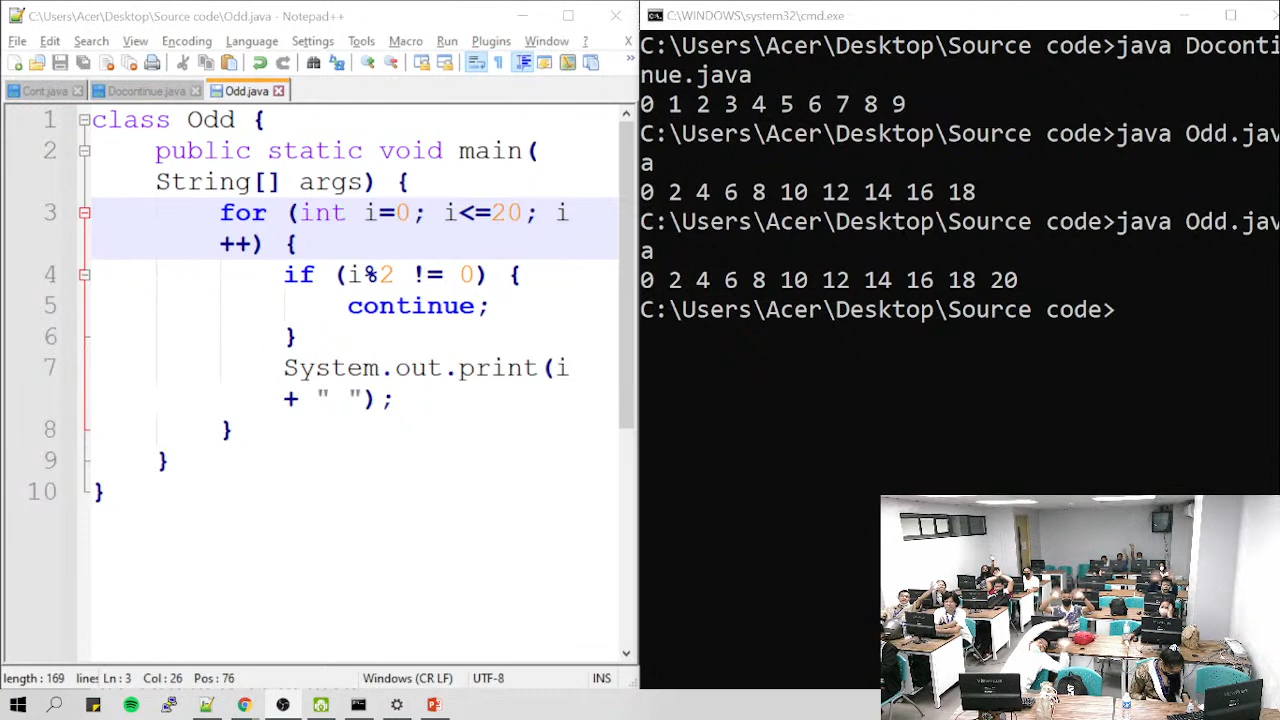 C:\Users\Acer\Desktop\Source code\Odd.java - Notepad++
File Edit Search View Encoding Language Settings Tools Macro Run Plugins Window ? X
Cont.java Docontinue.java Odd.java
1 class Odd {
2 public static void main(
String[] args) {
3 for (int i=0; i<=20; i
++) {
4 if (i%2 != 0) {
5 continue;
6 }
7 System.out.print(i
+ " ");
8 }
9 }
10 }
length: 169 lines Ln: 3 Col: 26 Pos: 76 Windows (CR LF) UTF-8 INS
C:\WINDOWS\system32\cmd.exe
C:\Users\Acer\Desktop\Source code>java Doconti
nue.java
0 1 2 3 4 5 6 7 8 9
C:\Users\Acer\Desktop\Source code>java Odd.jav
a
0 2 4 6 8 10 12 14 16 18
C:\Users\Acer\Desktop\Source code>java Odd.jav
a
0 2 4 6 8 10 12 14 16 18 20
C:\Users\Acer\Desktop\Source code>